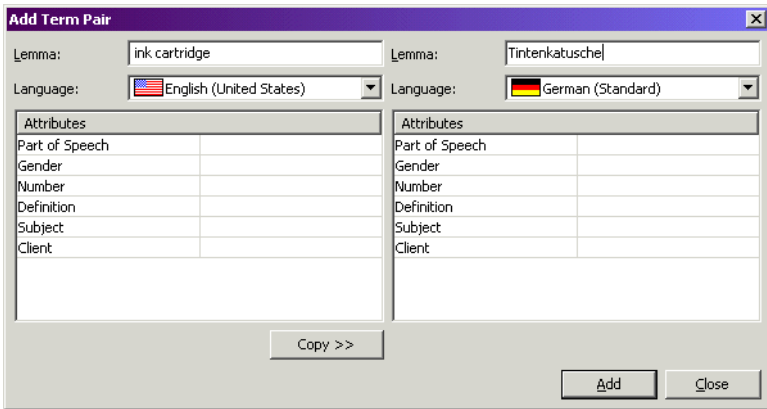 Add Term Pair
Lemma: ink cartridge Lemma: Tintenkatusche
Language: English (United States) Language: German (Standard)
Attributes Attributes
Part of Speech Part of Speech
Gender Gender
Number Number
Definition Definition
Subject Subject
Client Client
Copy >>
Add Close